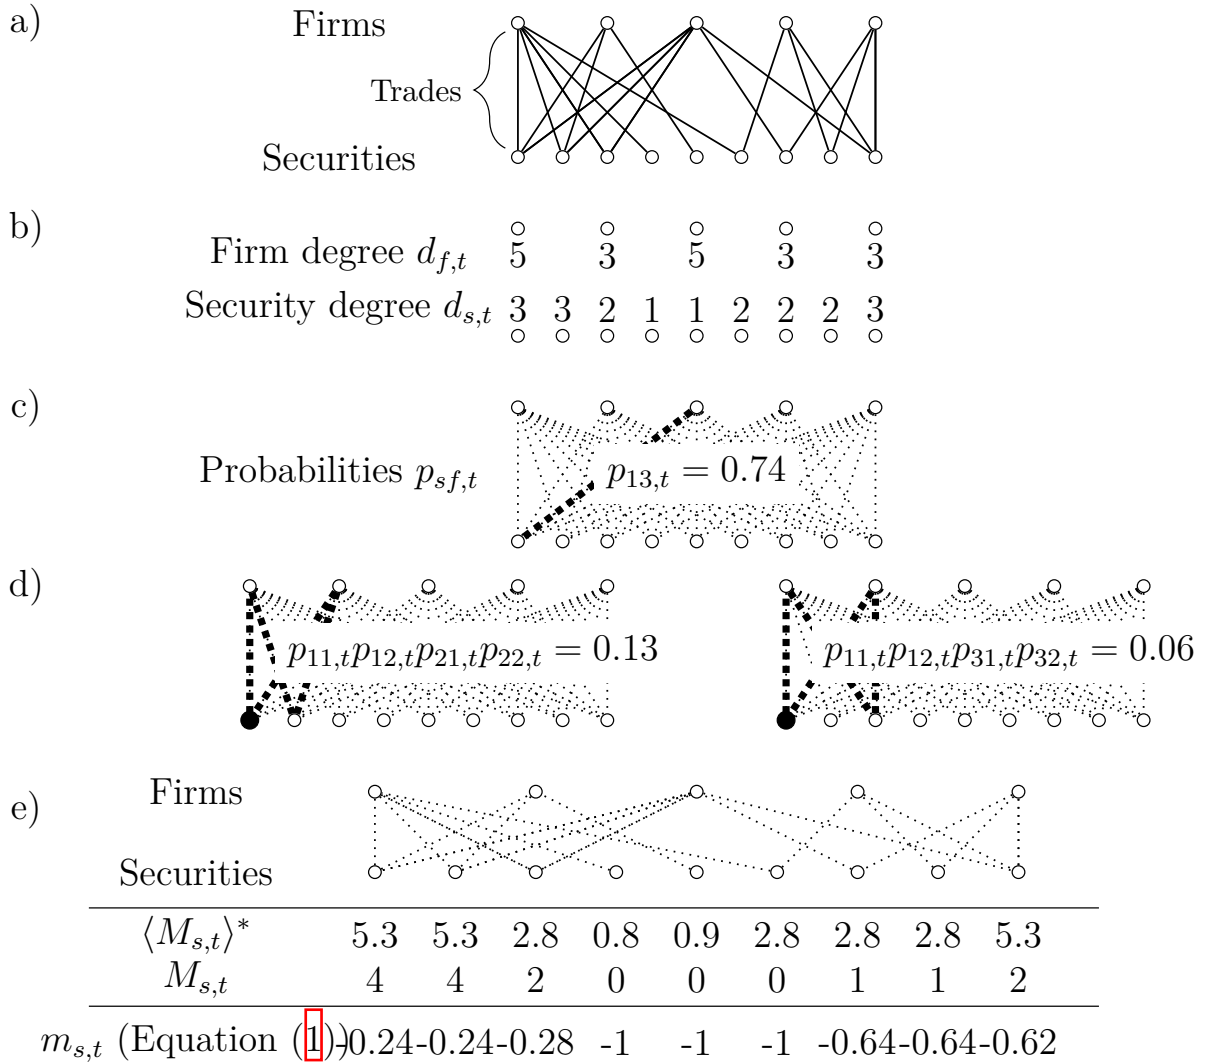 a) Firms
Trades
Securities
b)
Firm degree d_{f,t} 5 3 5 3 3
Security degree d_{s,t} 3 3 2 1 1 2 2 2 3
c)
Probabilities p_{sf,t} p_{13,t} = 0.74
d)
p_{11,t}p_{12,t}p_{21,t}p_{22,t} = 0.13 p_{11,t}p_{12,t}p_{31,t}p_{32,t} = 0.06
e) Firms
Securities
⟨M_{s,t}⟩* 5.3 5.3 2.8 0.8 0.9 2.8 2.8 2.8 5.3
M_{s,t} 4 4 2 0 0 0 1 1 2
m_{s,t} (Equation (1)) -0.24 -0.24 -0.28 -1 -1 -1 -0.64 -0.64 -0.62